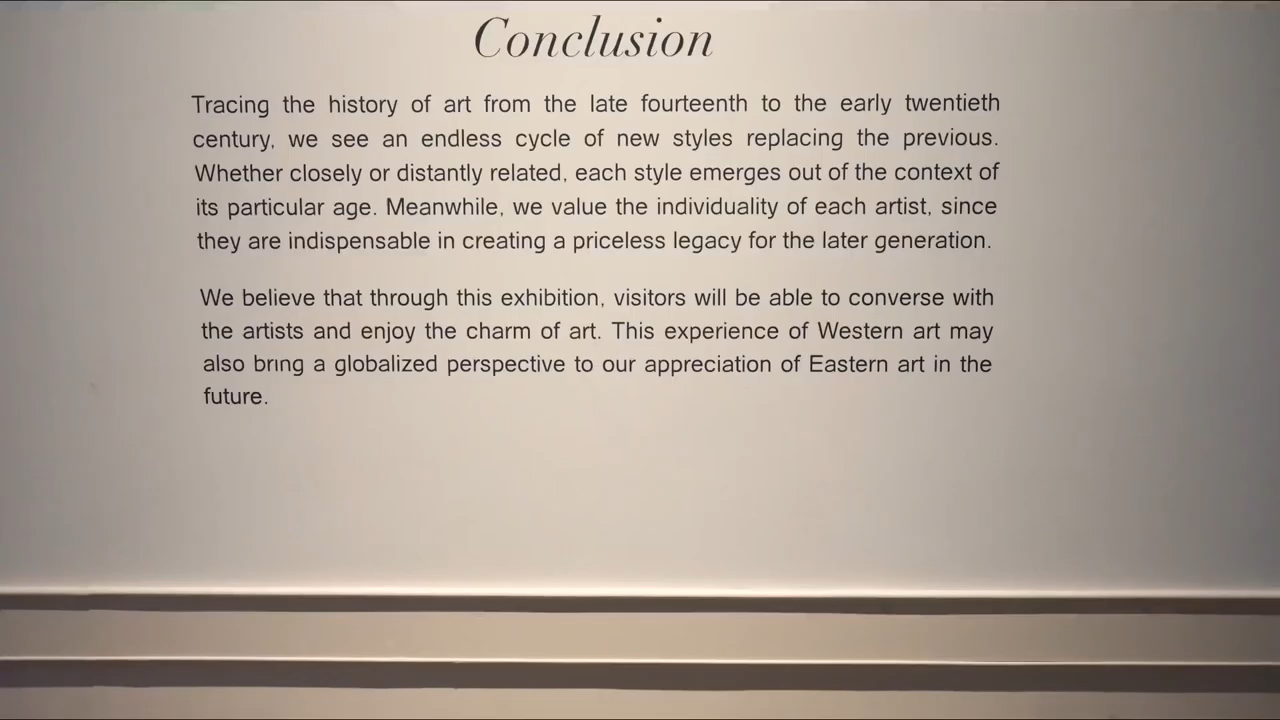 Conclusion
Tracing the history of art from the late fourteenth to the early twentieth
century, we see an endless cycle of new styles replacing the previous.
Whether closely or distantly related, each style emerges out of the context of
its particular age. Meanwhile, we value the individuality of each artist, since
they are indispensable in creating a priceless legacy for the later generation.
We believe that through this exhibition, visitors will be able to converse with
the artists and enjoy the charm of art. This experience of Western art may
also bring a globalized perspective to our appreciation of Eastern art in the
future.